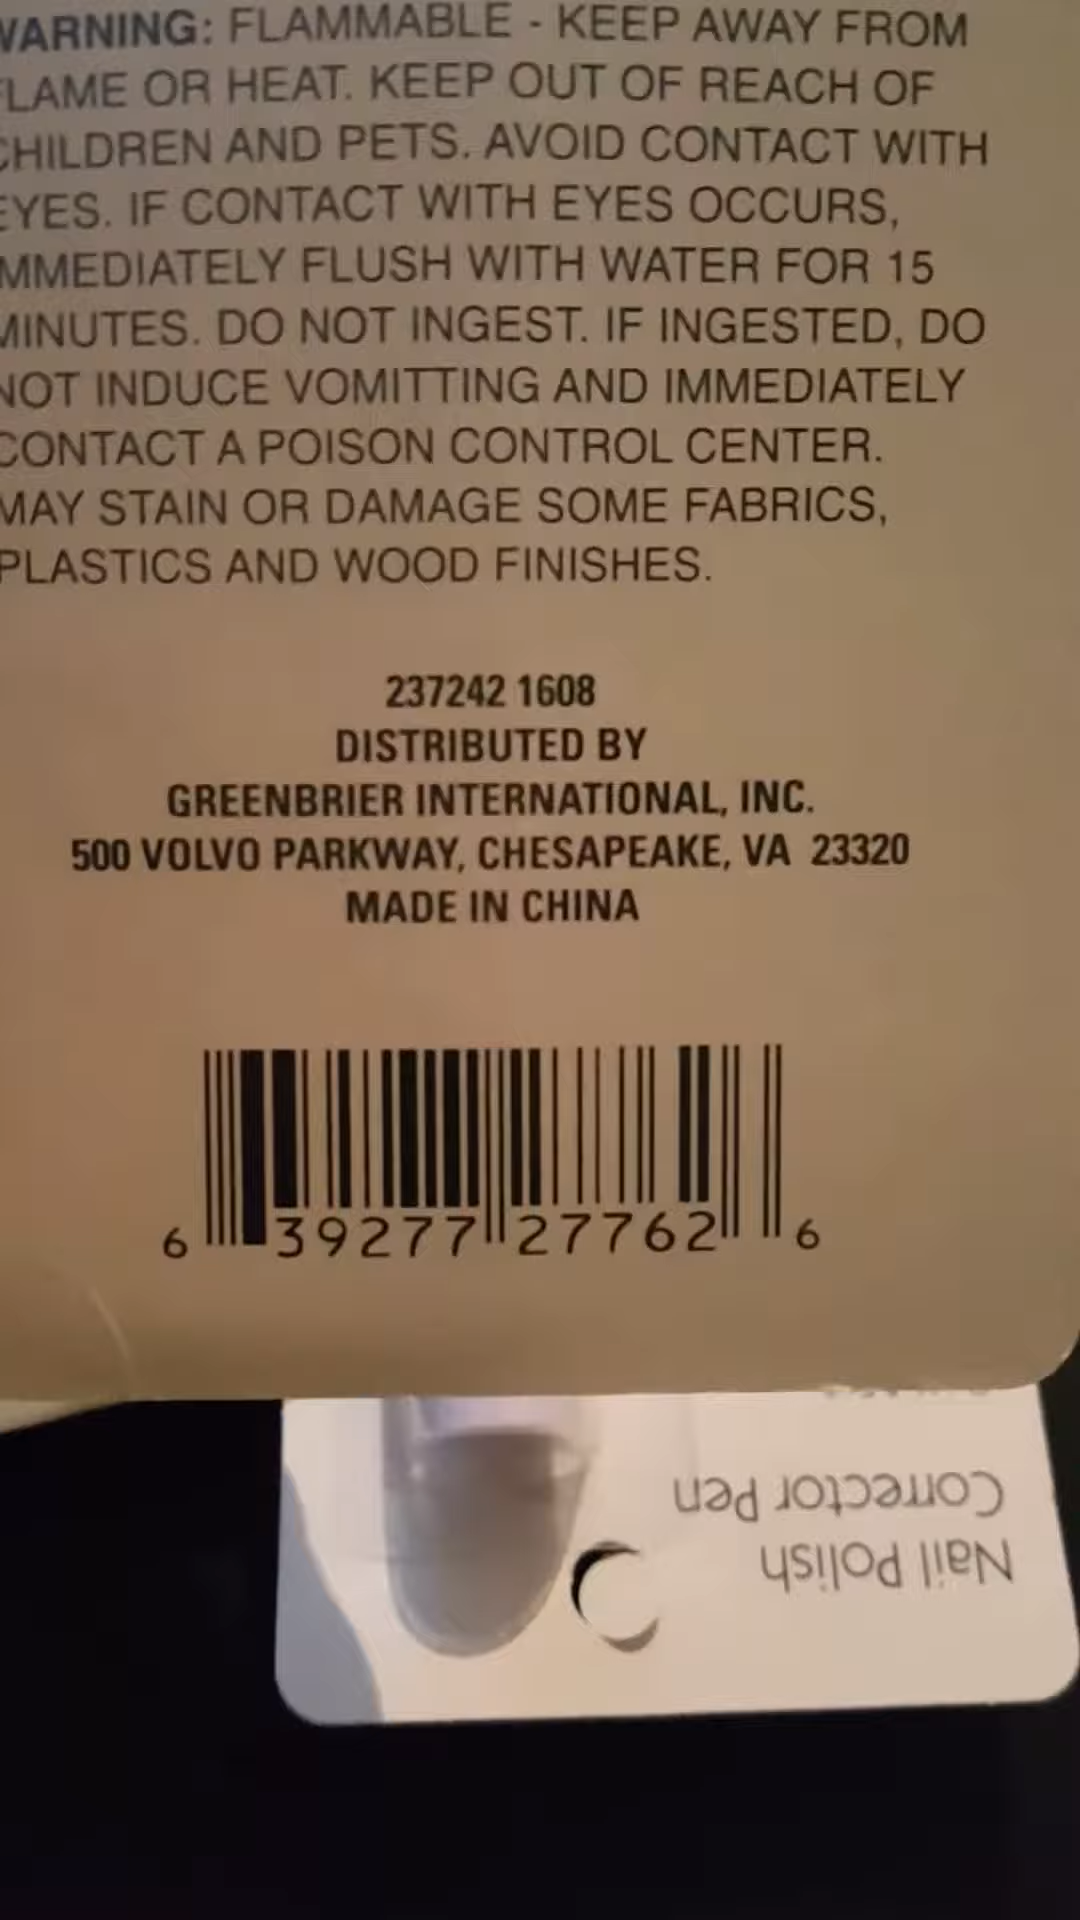 WARNING: FLAMMABLE - KEEP AWAY FROM
FLAME OR HEAT. KEEP OUT OF REACH OF
CHILDREN AND PETS. AVOID CONTACT WITH
EYES. IF CONTACT WITH EYES OCCURS,
IMMEDIATELY FLUSH WITH WATER FOR 15
MINUTES. DO NOT INGEST. IF INGESTED, DO
NOT INDUCE VOMITTING AND IMMEDIATELY
CONTACT A POISON CONTROL CENTER.
MAY STAIN OR DAMAGE SOME FABRICS,
PLASTICS AND WOOD FINISHES.
237242 1608
DISTRIBUTED BY
GREENBRIER INTERNATIONAL, INC.
500 VOLVO PARKWAY, CHESAPEAKE, VA 23320
MADE IN CHINA
6 39277 27762 6
Nail Polish
Corrector Pen